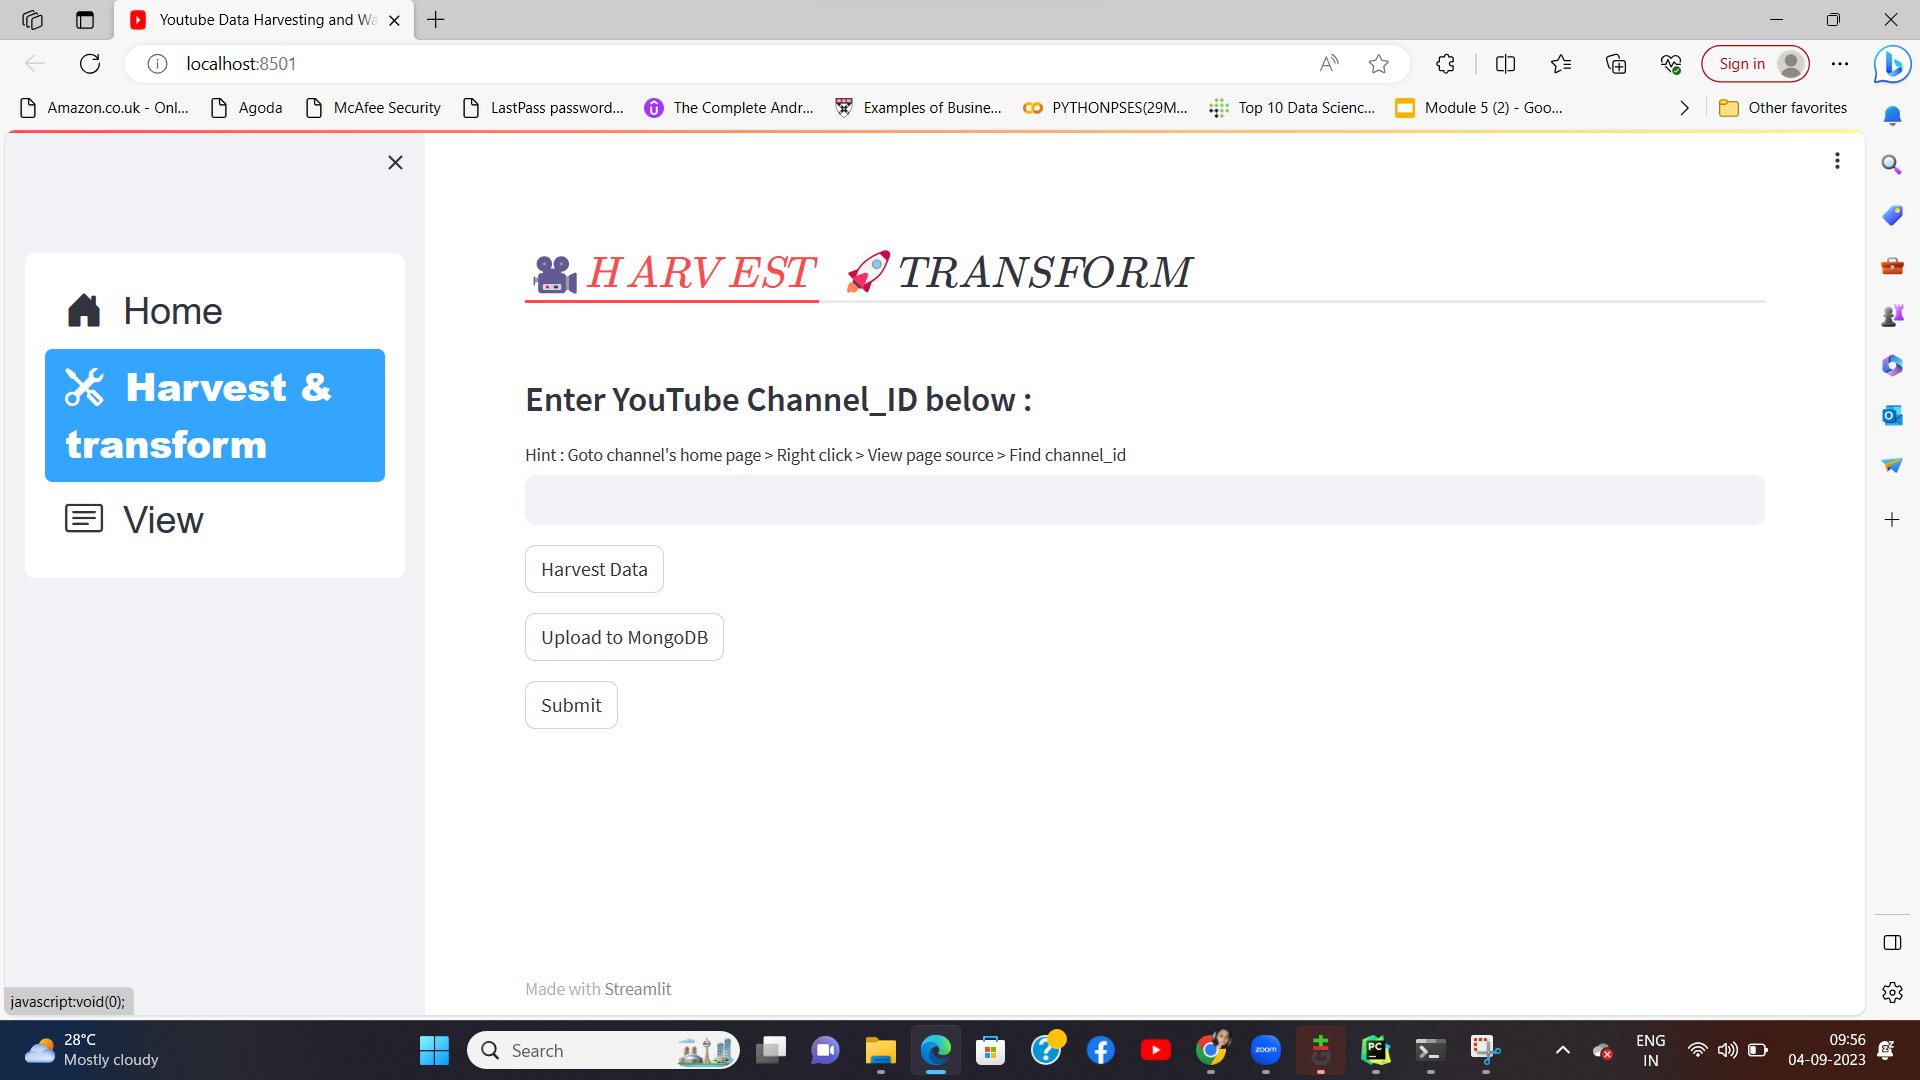 Youtube Data Harvesting and Wa
localhost:8501
Sign in
Amazon.co.uk - Onl...
Agoda
McAfee Security
LastPass password...
The Complete Andr...
Examples of Busine...
PYTHONPSES(29M...
Top 10 Data Scienc...
Module 5 (2) - Goo...
Other favorites
Home
Harvest &
transform
View
HARVEST
TRANSFORM
Enter YouTube Channel_ID below :
Hint : Goto channel's home page > Right click > View page source > Find channel_id
Harvest Data
Upload to MongoDB
Submit
Made with Streamlit
javascript:void(0);
28°C
Mostly cloudy
Search
zoom
PC
ENG
IN
09:56
04-09-2023